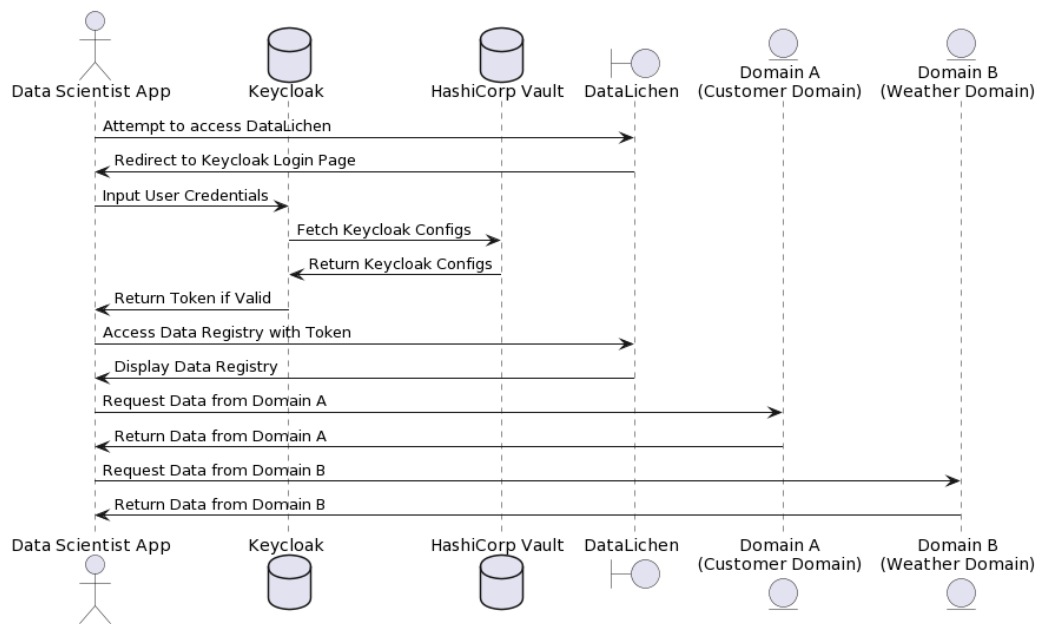 Data Scientist App
Keycloak
HashiCorp Vault
DataLichen
Domain A
(Customer Domain)
Domain B
(Weather Domain)
Attempt to access DataLichen
Redirect to Keycloak Login Page
Input User Credentials
Fetch Keycloak Configs
Return Keycloak Configs
Return Token if Valid
Access Data Registry with Token
Display Data Registry
Request Data from Domain A
Return Data from Domain A
Request Data from Domain B
Return Data from Domain B
Data Scientist App
Keycloak
HashiCorp Vault
DataLichen
Domain A
(Customer Domain)
Domain B
(Weather Domain)